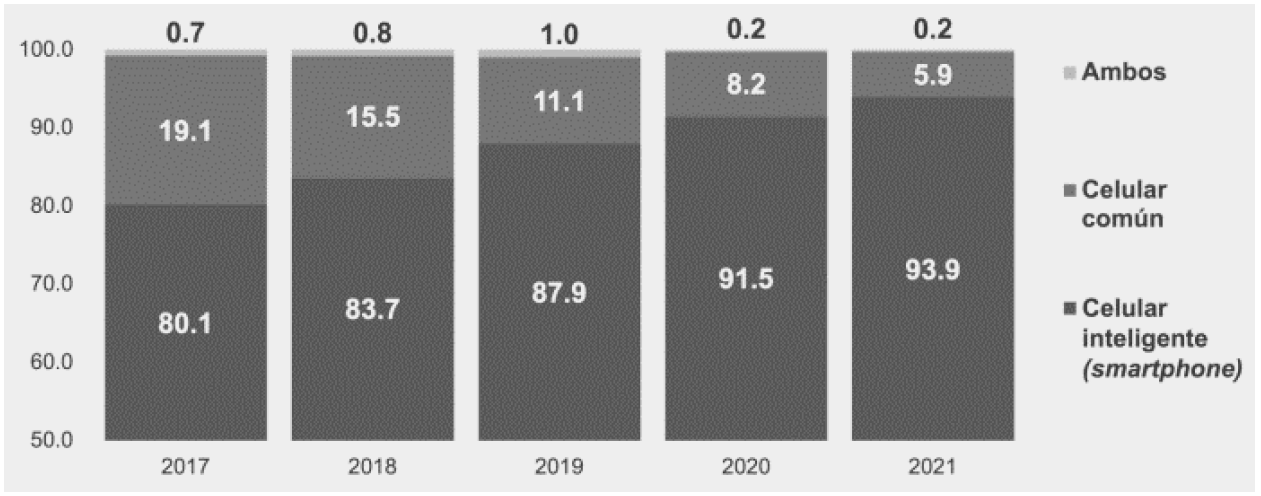 0.7 0.8 1.0 0.2 0.2
100.0
90.0
80.0
70.0
60.0
50.0
19.1 15.5 11.1 8.2 5.9
80.1 83.7 87.9 91.5 93.9
2017 2018 2019 2020 2021
Ambos
Celular
común
Celular
inteligente
(smartphone)